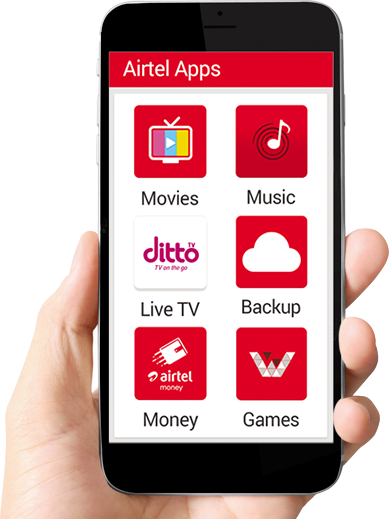 Airtel Apps
Movies
Music
ditto TV
TV on the go
Live TV
Backup
airtel
money
Money
Games